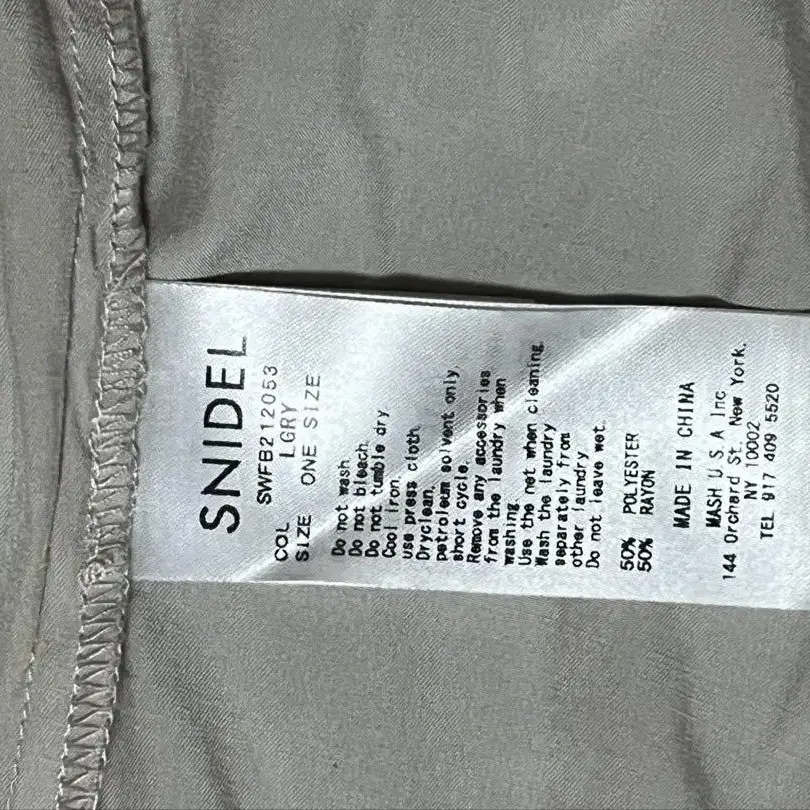 SNIDEL
SWFB212053
COL LGRY
SIZE ONE SIZE
Do not wash.
Do not bleach.
Do not tumble dry
Cool iron.
use press cloth.
Dryclean,
petroleum solvent only,
short cycle.
Remove any accessories
from the laundry when
washing.
Use the net when cleaning.
Wash the laundry
separately from
other laundry
Do not leave wet.
50% POLYESTER
50% RAYON
MADE IN CHINA
MASH U S A Inc
144 Orchard St. New York.
NY 10002
TEL 917 409 5520